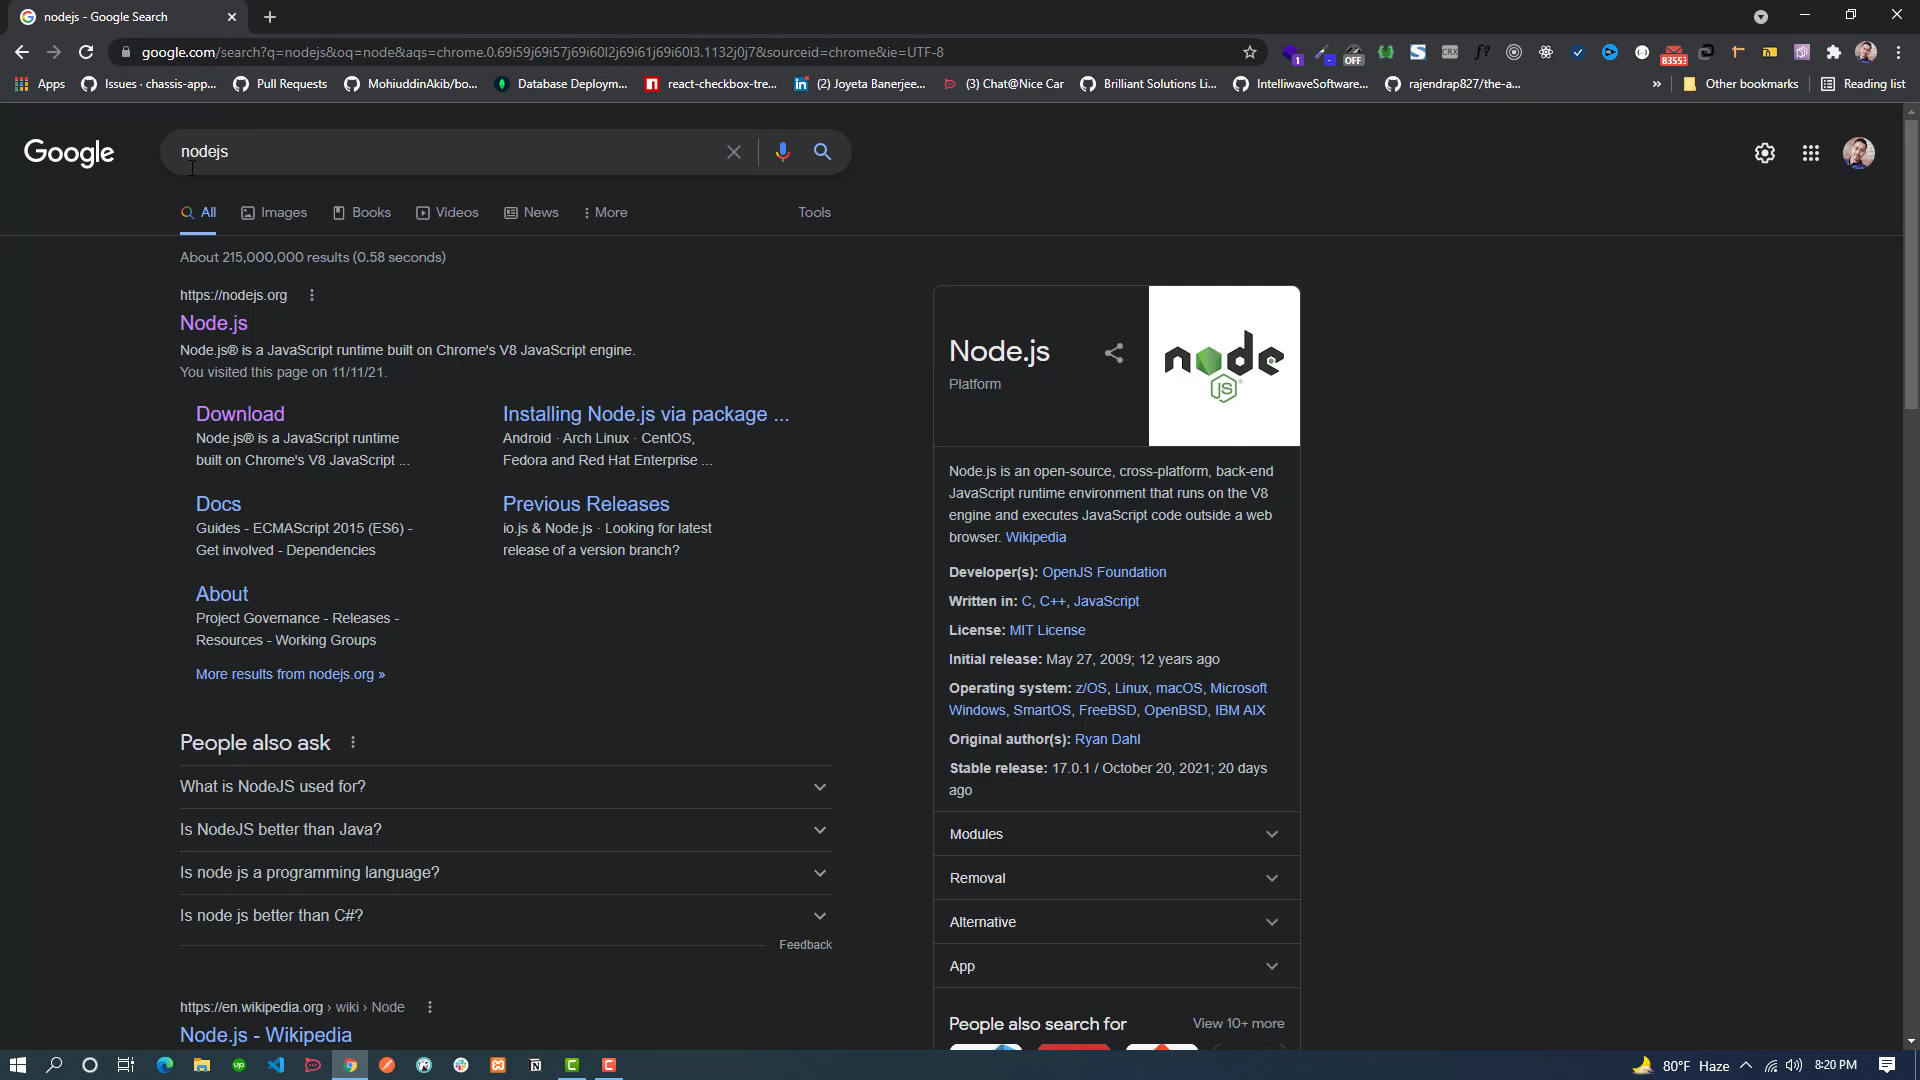 nodejs - Google Search
google.com/search?q=nodejs&oq=node&aqs=chrome.0.69i59j69i57j69i60l2j69i61j69i60l3.1132j0j7&sourceid=chrome&ie=UTF-8
1
OFF
CRX
f?
83553
Apps
Issues · chassis-app...
Pull Requests
MohiuddinAkib/bo...
Database Deploym...
react-checkbox-tre...
(2) Joyeta Banerjee...
(3) Chat@Nice Car
Brilliant Solutions Li...
IntelliwaveSoftware...
rajendrap827/the-a...
»
Other bookmarks
Reading list
Google
nodejs
All
Images
Books
Videos
News
More
Tools
About 215,000,000 results (0.58 seconds)
https://nodejs.org
Node.js
Node.js® is a JavaScript runtime built on Chrome's V8 JavaScript engine.
You visited this page on 11/11/21.
Download
Node.js® is a JavaScript runtime
built on Chrome's V8 JavaScript ...
Installing Node.js via package ...
Android · Arch Linux · CentOS,
Fedora and Red Hat Enterprise ...
Docs
Guides - ECMAScript 2015 (ES6) -
Get involved - Dependencies
Previous Releases
io.js & Node.js · Looking for latest
release of a version branch?
About
Project Governance - Releases -
Resources - Working Groups
More results from nodejs.org »
People also ask
What is NodeJS used for?
Is NodeJS better than Java?
Is node js a programming language?
Is node js better than C#?
Feedback
https://en.wikipedia.org › wiki › Node
Node.js - Wikipedia
Node.js
Platform
node
JS
Node.js is an open-source, cross-platform, back-end
JavaScript runtime environment that runs on the V8
engine and executes JavaScript code outside a web
browser. Wikipedia
Developer(s): OpenJS Foundation
Written in: C, C++, JavaScript
License: MIT License
Initial release: May 27, 2009; 12 years ago
Operating system: z/OS, Linux, macOS, Microsoft
Windows, SmartOS, FreeBSD, OpenBSD, IBM AIX
Original author(s): Ryan Dahl
Stable release: 17.0.1 / October 20, 2021; 20 days
ago
Modules
Removal
Alternative
App
People also search for
View 10+ more
80°F Haze
8:20 PM